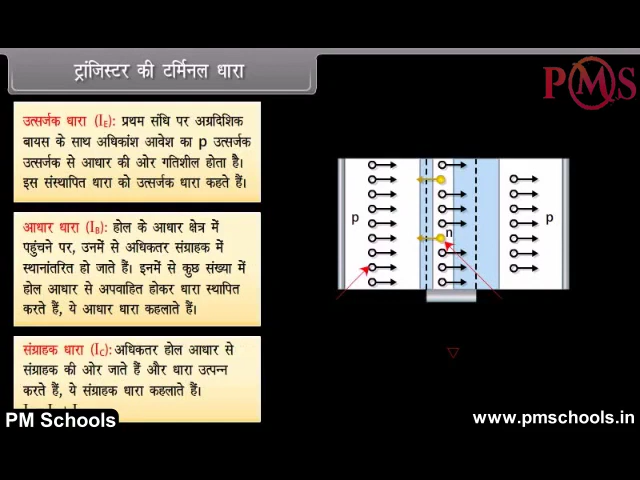 ट्रांजिस्टर की टर्मिनल धारा
PMS
उत्सर्जक धारा (I_E): प्रथम संधि पर अग्रदिशिक
बायस के साथ अधिकांश आवेश का p उत्सर्जक
उत्सर्जक से आधार की ओर गतिशील होता है।
इस संस्थापित धारा को उत्सर्जक धारा कहते हैं।
आधार धारा (I_B): होल के आधार क्षेत्र में
पहुंचने पर, उनमें से अधिकतर संग्राहक में
स्थानांतरित हो जाते हैं। इनमें से कुछ संख्या में
होल आधार से अपवाहित होकर धारा स्थापित
करते हैं, ये आधार धारा कहलाते हैं।
संग्राहक धारा (I_C): अधिकतर होल आधार से
संग्राहक की ओर जाते हैं और धारा उत्पन्न
करते हैं, ये संग्राहक धारा कहलाते हैं।
p
n
p
PM Schools
www.pmschools.in